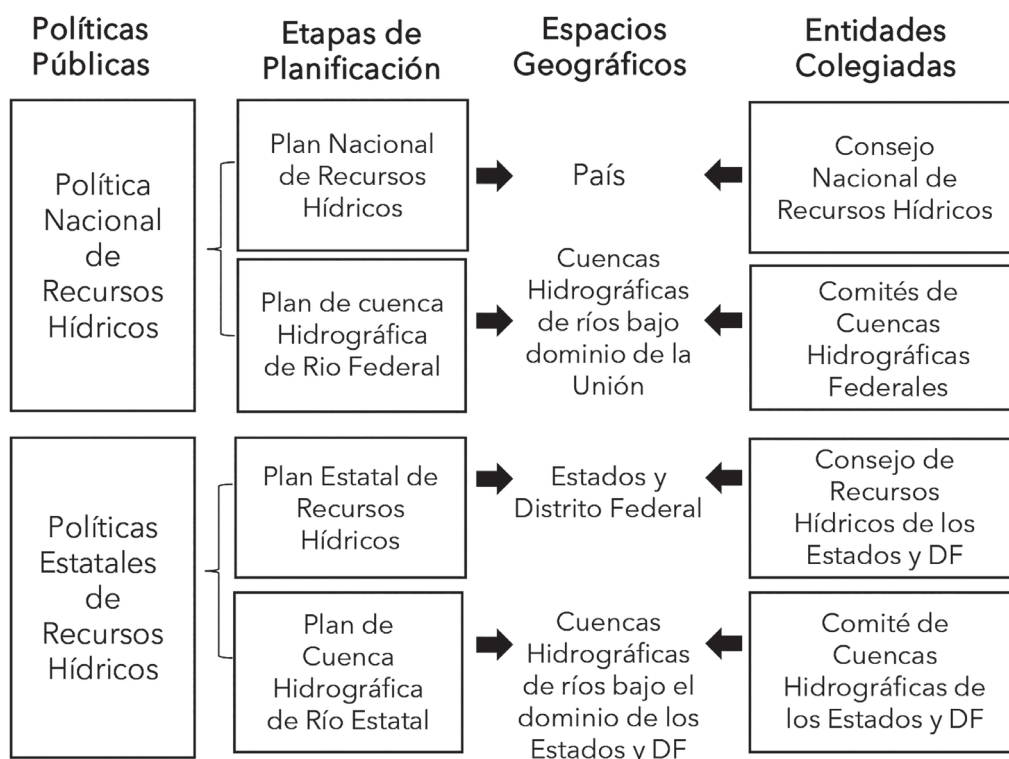 Políticas
Públicas
Etapas de
Planificación
Espacios
Geográficos
Entidades
Colegiadas
Política
Nacional
de
Recursos
Hídricos
Plan Nacional
de Recursos
Hídricos
País
Consejo
Nacional de
Recursos Hídricos
Plan de cuenca
Hidrográfica
de Rio Federal
Cuencas
Hidrográficas
de ríos bajo
dominio de la
Unión
Comités de
Cuencas
Hidrográficas
Federales
Políticas
Estatales
de
Recursos
Hídricos
Plan Estatal de
Recursos
Hídricos
Estados y
Distrito Federal
Consejo de
Recursos
Hídricos de los
Estados y DF
Plan de
Cuenca
Hidrográfica
de Río Estatal
Cuencas
Hidrográficas
de ríos bajo el
dominio de los
Estados y DF
Comité de
Cuencas
Hidrográficas de
los Estados y DF